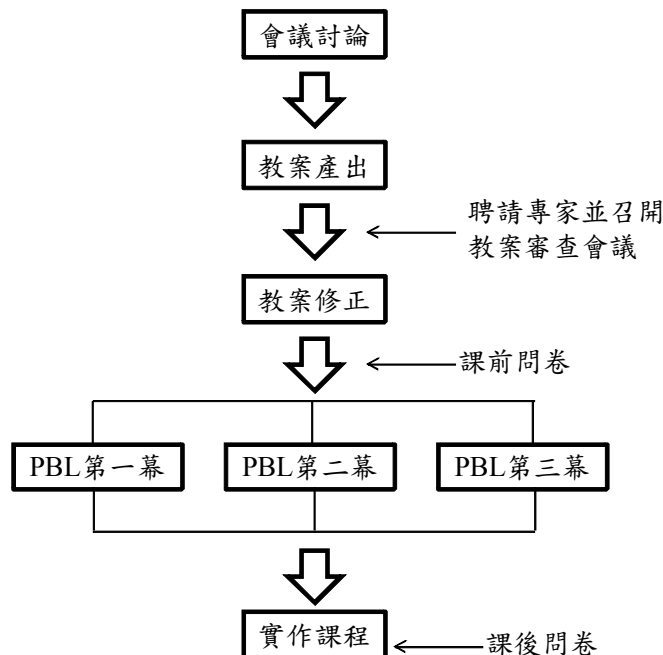 會議討論
教案產出
聘請專家並召開
教案審查會議
教案修正
課前問卷
PBL第一幕
PBL第二幕
PBL第三幕
實作課程
課後問卷